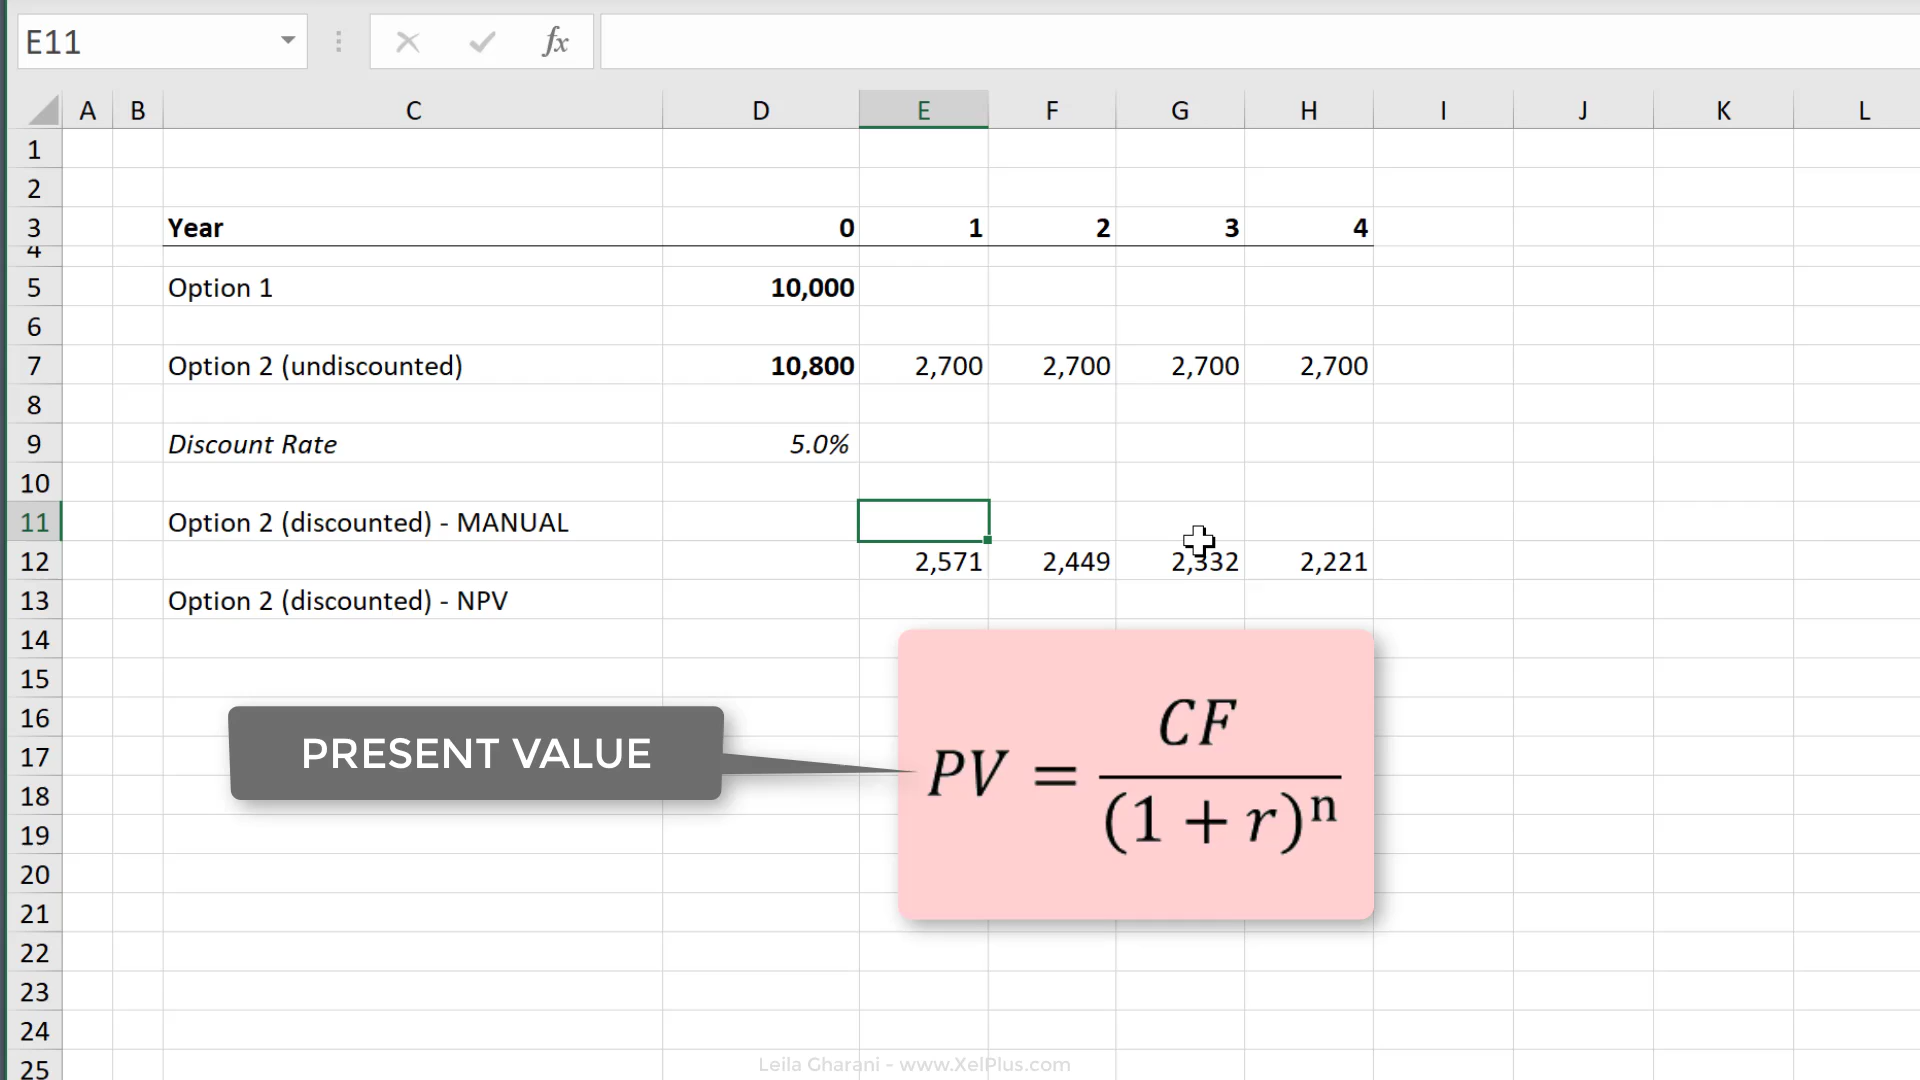 E11
fx
A B C D E F G H I J K L
1
2
3 Year 0 1 2 3 4
4
5 Option 1 10,000
6
7 Option 2 (undiscounted) 10,800 2,700 2,700 2,700 2,700
8
9 Discount Rate 5.0%
10
11 Option 2 (discounted) - MANUAL
12 2,571 2,449 2,332 2,221
13 Option 2 (discounted) - NPV
14
15
16
17
18
19
20
21
22
23
24
25
PRESENT VALUE
PV = CF
(1 + r)ⁿ
Leila Gharani - www.XelPlus.com